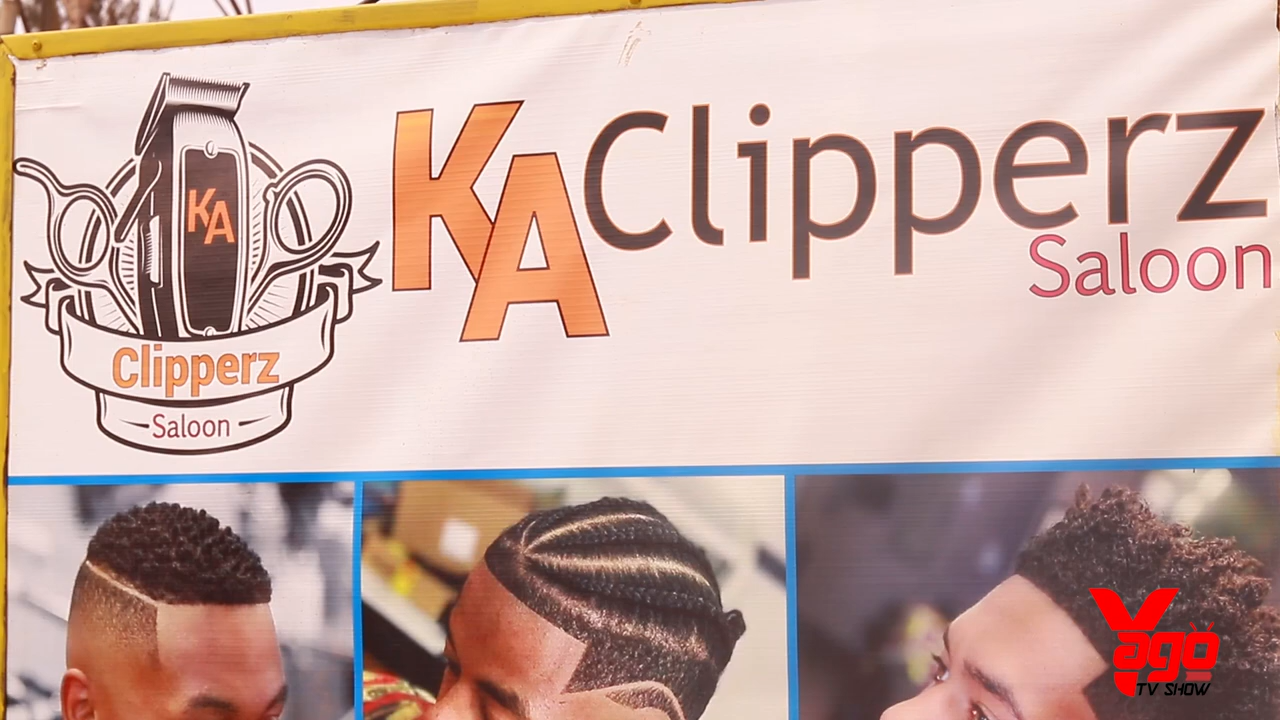 KA
Clipperz
Saloon
KA Clipperz
Saloon
Yago
TV SHOW